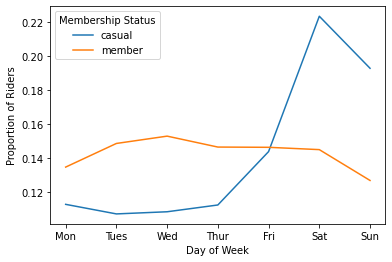 Membership Status
casual
member
Proportion of Riders
0.22
0.20
0.18
0.16
0.14
0.12
Mon Tues Wed Thur Fri Sat Sun
Day of Week